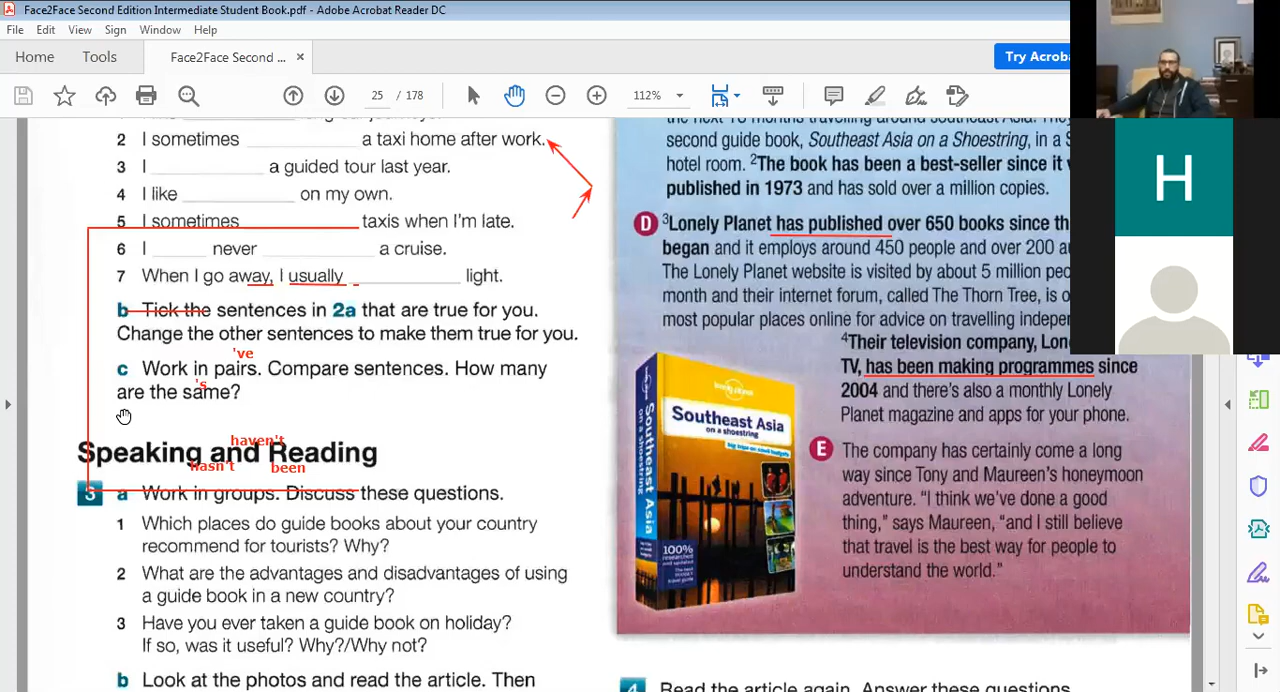 Face2Face Second Edition Intermediate Student Book.pdf - Adobe Acrobat Reader DC
File Edit View Sign Window Help
Home Tools Face2Face Second ... × Try Acroba
25 / 178 112%
2 I sometimes ____ a taxi home after work.
3 I ____ a guided tour last year.
4 I like ____ on my own.
5 I sometimes ____ taxis when I'm late.
6 I ____ never ____ a cruise.
7 When I go away, I usually ____ light.
b Tick the sentences in 2a that are true for you.
Change the other sentences to make them true for you.
've
c Work in pairs. Compare sentences. How many
's
are the same?
haven't
Speaking and Reading
hasn't been
3 a Work in groups. Discuss these questions.
1 Which places do guide books about your country
recommend for tourists? Why?
2 What are the advantages and disadvantages of using
a guide book in a new country?
3 Have you ever taken a guide book on holiday?
If so, was it useful? Why?/Why not?
b Look at the photos and read the article. Then
second guide book, Southeast Asia on a Shoestring, in a S
hotel room. ²The book has been a best-seller since it w
published in 1973 and has sold over a million copies.
D ³Lonely Planet has published over 650 books since th
began and it employs around 450 people and over 200 au
The Lonely Planet website is visited by about 5 million peo
month and their internet forum, called The Thorn Tree, is o
most popular places online for advice on travelling indepen
⁴Their television company, Lon
TV, has been making programmes since
2004 and there's also a monthly Lonely
Planet magazine and apps for your phone.
E The company has certainly come a long
way since Tony and Maureen's honeymoon
adventure. "I think we've done a good
thing," says Maureen, "and I still believe
that travel is the best way for people to
understand the world."
lonely planet
Southeast Asia
on a shoestring
Southeast Asia
100%
4 Read the article again. Answer these questions.
H